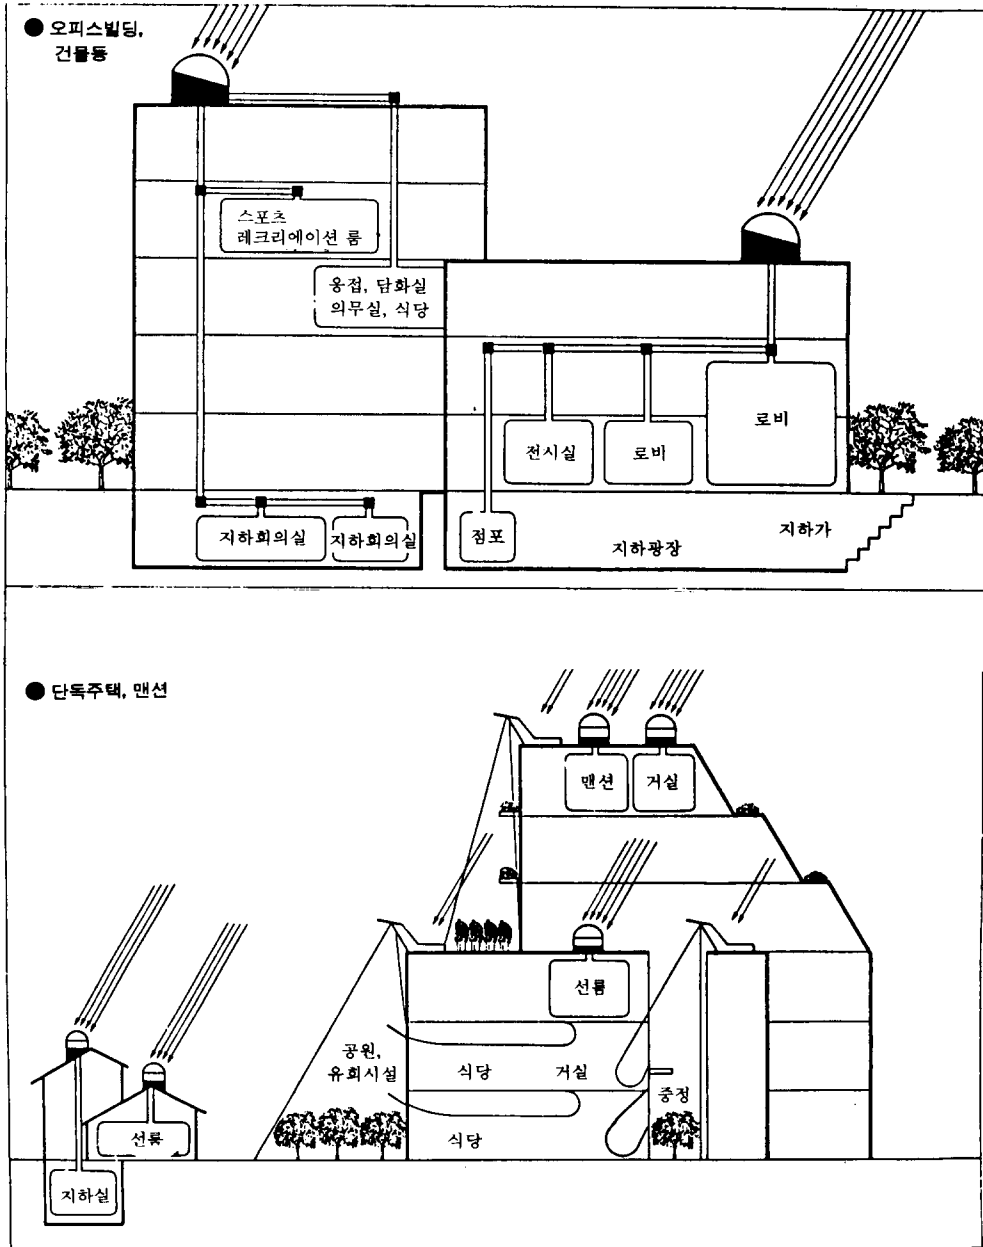 ● 오피스빌딩,
건물등
스포츠
레크리에이션 룸
응접, 담화실
의무실, 식당
로비
전시실
로비
지하회의실
지하회의실
점포
지하광장
지하가
● 단독주택, 맨션
맨션
거실
선룸
공원,
유회시설
식당
거실
중정
선룸
식당
지하실